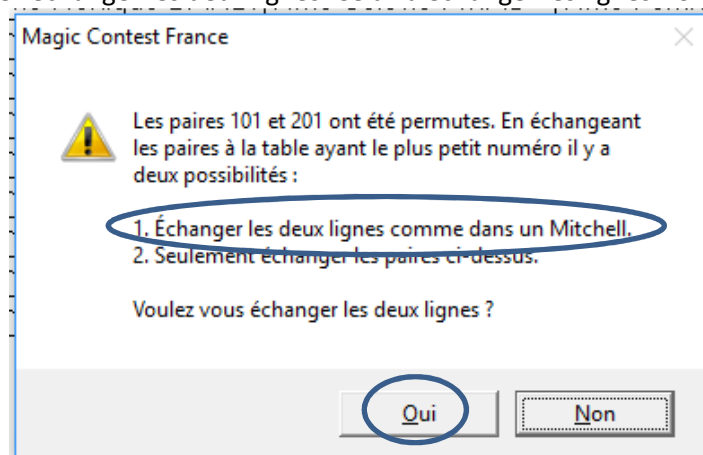 Magic Contest France
Les paires 101 et 201 ont été permutes. En échangeant
les paires à la table ayant le plus petit numéro il y a
deux possibilités :
1. Échanger les deux lignes comme dans un Mitchell.
2. Seulement échanger les paires ci-dessus.
Voulez vous échanger les deux lignes ?
Oui
Non